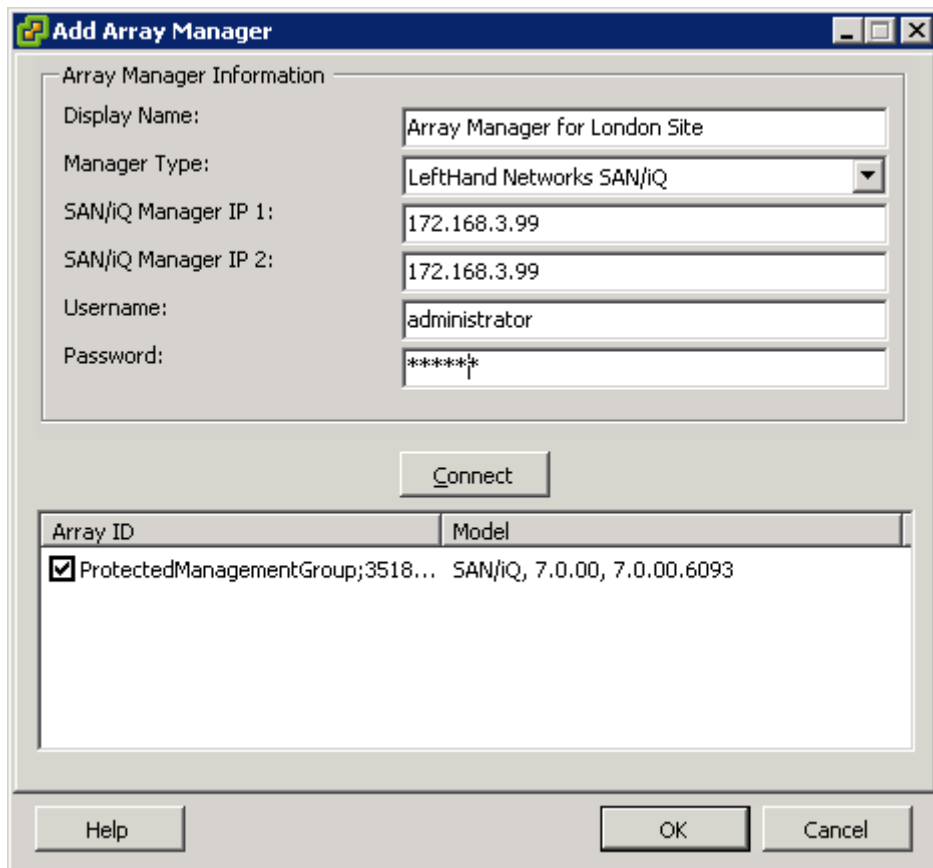 Add Array Manager
Array Manager Information
Display Name: Array Manager for London Site
Manager Type: LeftHand Networks SAN/iQ
SAN/iQ Manager IP 1: 172.168.3.99
SAN/iQ Manager IP 2: 172.168.3.99
Username: administrator
Password: ******
Connect
Array ID Model
ProtectedManagementGroup;3518... SAN/iQ, 7.0.00, 7.0.00.6093
Help OK Cancel